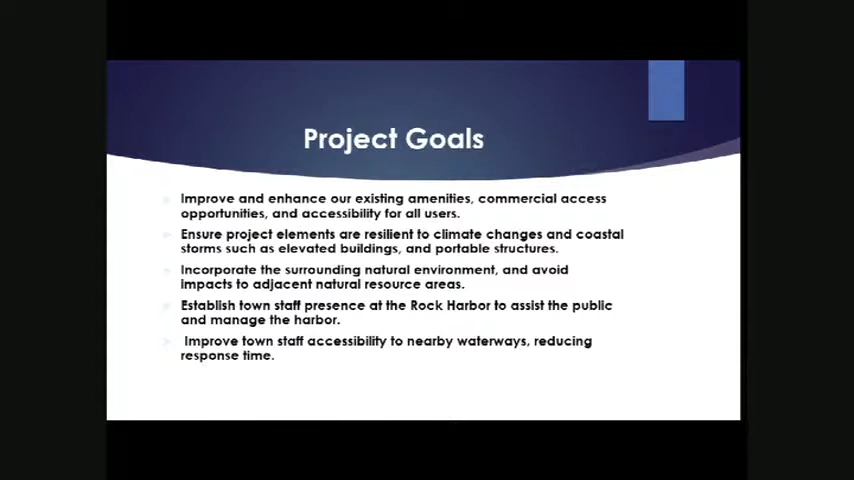 Project Goals
Improve and enhance our existing amenities, commercial access
opportunities, and accessibility for all users.
Ensure project elements are resilient to climate changes and coastal
storms such as elevated buildings, and portable structures.
Incorporate the surrounding natural environment, and avoid
impacts to adjacent natural resource areas.
Establish town staff presence at the Rock Harbor to assist the public
and manage the harbor.
Improve town staff accessibility to nearby waterways, reducing
response time.